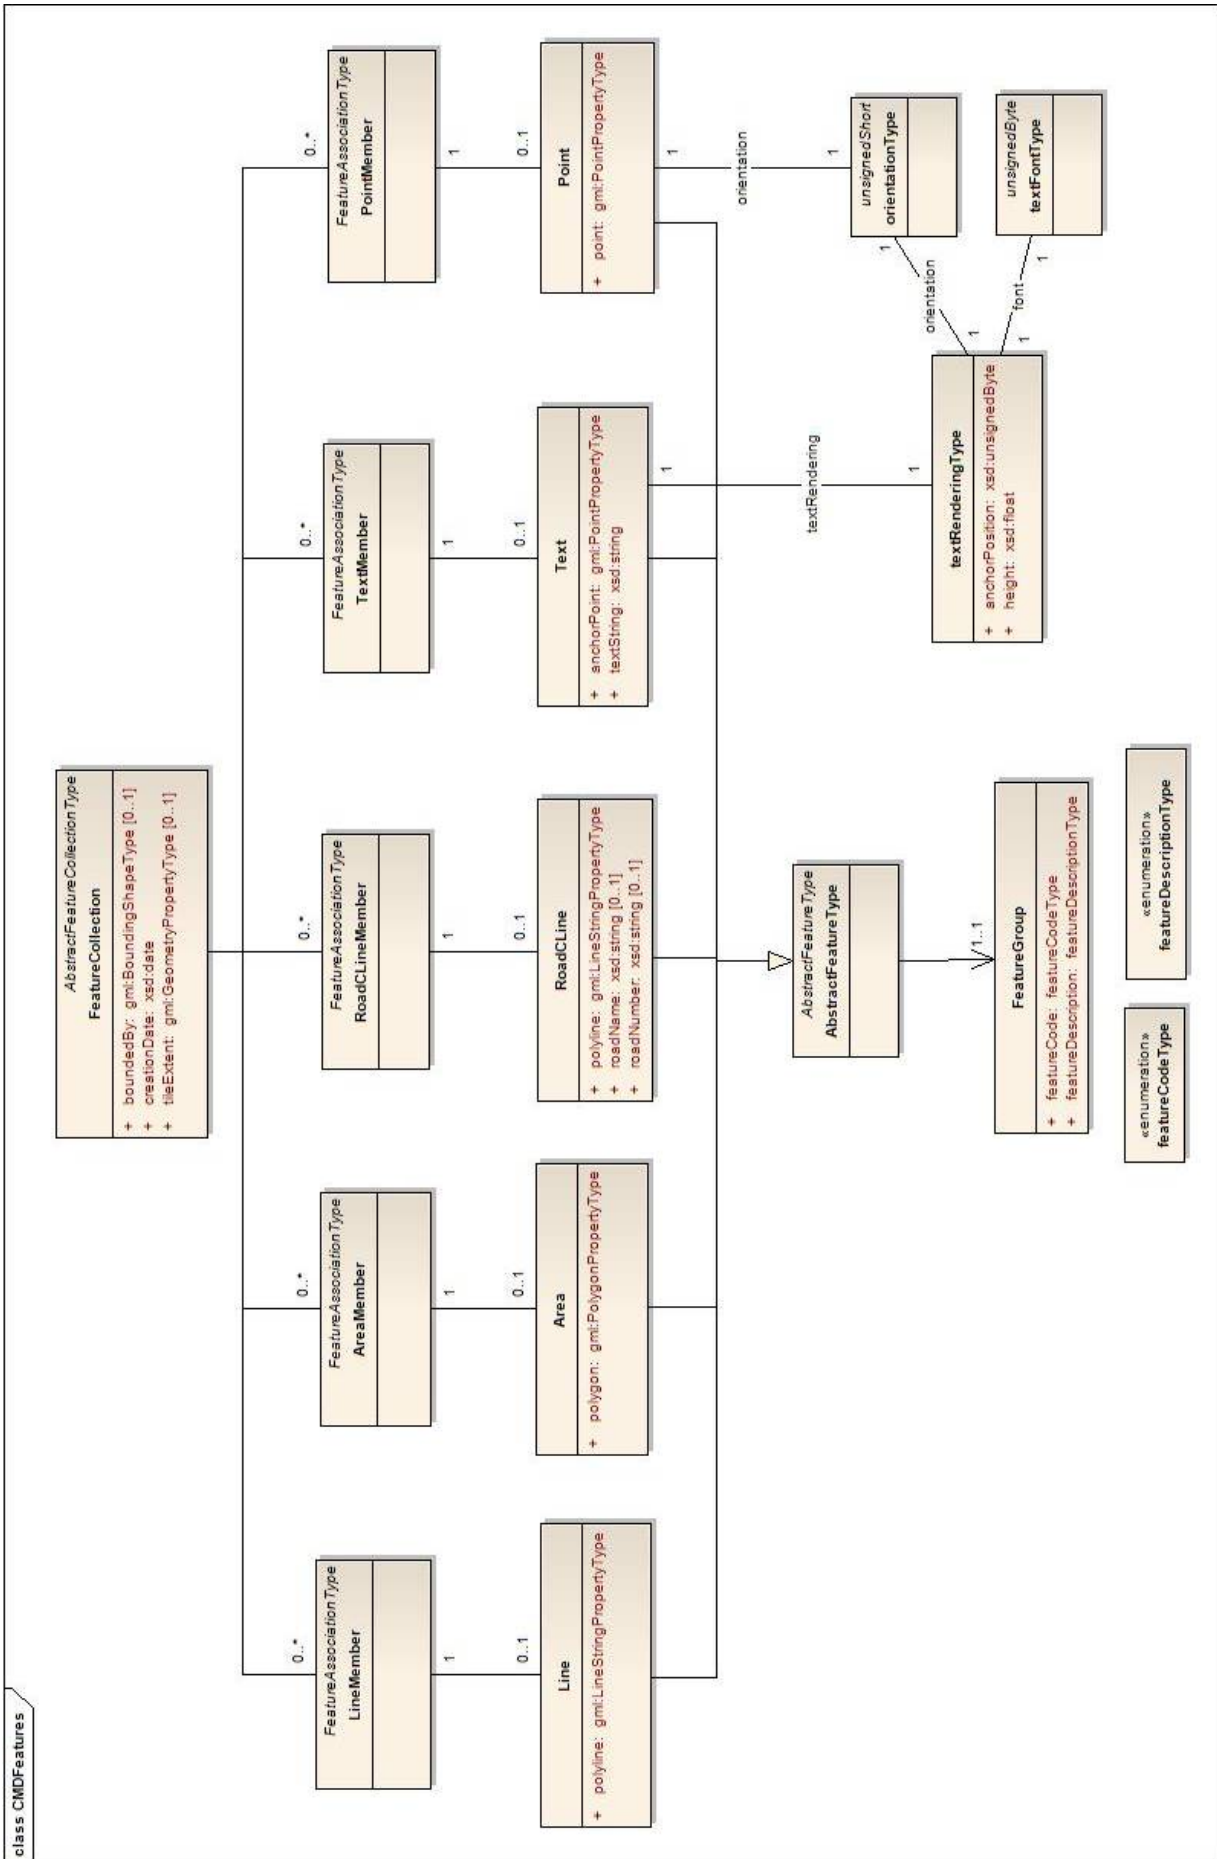 class CMDFeatures
AbstractFeatureCollectionType
FeatureCollection
+ boundedBy: gml:BoundingShapeType [0..1]
+ creationDate: xsd:date
+ tileExtent: gml:GeometryPropertyType [0..1]
0..*
0..*
0..*
0..*
0..*
FeatureAssociationType
LineMember
FeatureAssociationType
AreaMember
FeatureAssociationType
RoadCLineMember
FeatureAssociationType
TextMember
FeatureAssociationType
PointMember
1
1
1
1
1
0..1
0..1
0..1
0..1
0..1
Line
+ polyline: gml:LineStringPropertyType
Area
+ polygon: gml:PolygonPropertyType
RoadCLine
+ polyline: gml:LineStringPropertyType
+ roadName: xsd:string [0..1]
+ roadNumber: xsd:string [0..1]
Text
+ anchorPoint: gml:PointPropertyType
+ textString: xsd:string
Point
+ point: gml:PointPropertyType
1
1
orientation
textRendering
1
1
AbstractFeatureType
AbstractFeatureType
1..1
FeatureGroup
+ featureCode: featureCodeType
+ featureDescription: featureDescriptionType
textRenderingType
+ anchorPosition: xsd:unsignedByte
+ height: xsd:float
1
orientation
1
1
font
1
unsignedShort
orientationType
unsignedByte
textFontType
«enumeration»
featureCodeType
«enumeration»
featureDescriptionType